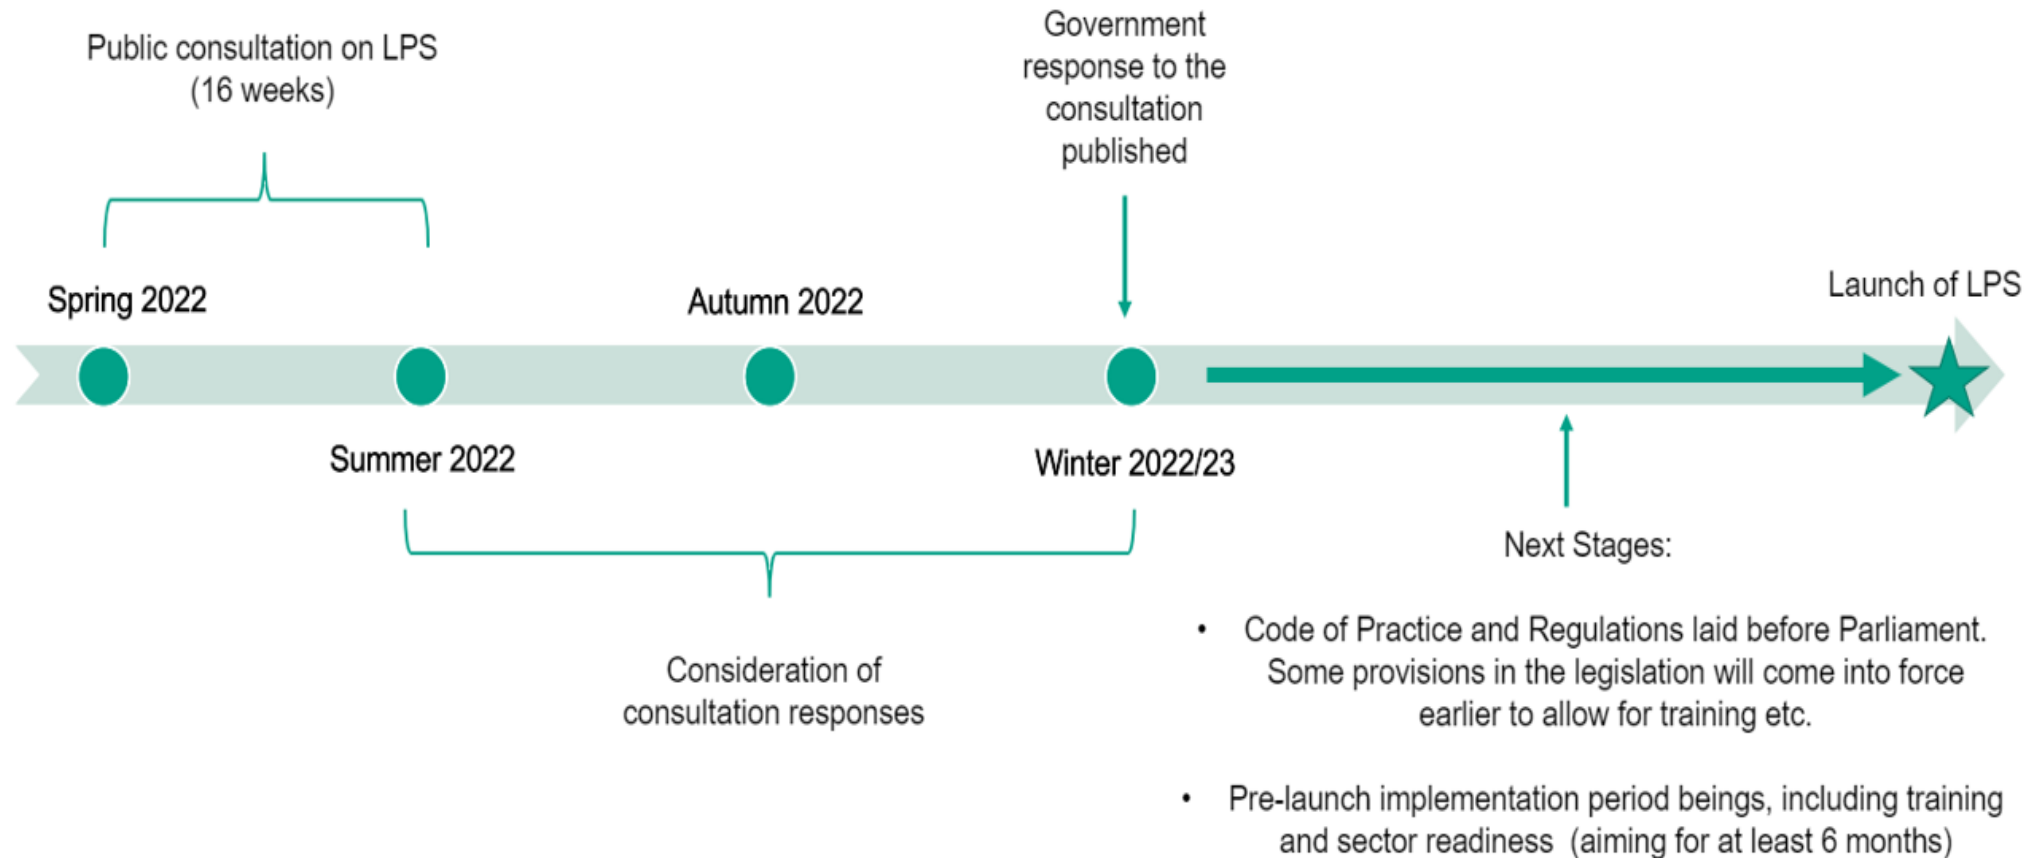 Public consultation on LPS
(16 weeks)
Government
response to the
consultation
published
Spring 2022
Autumn 2022
Launch of LPS
Summer 2022
Winter 2022/23
Consideration of
consultation responses
Next Stages:
• Code of Practice and Regulations laid before Parliament.
Some provisions in the legislation will come into force
earlier to allow for training etc.
• Pre-launch implementation period beings, including training
and sector readiness (aiming for at least 6 months)